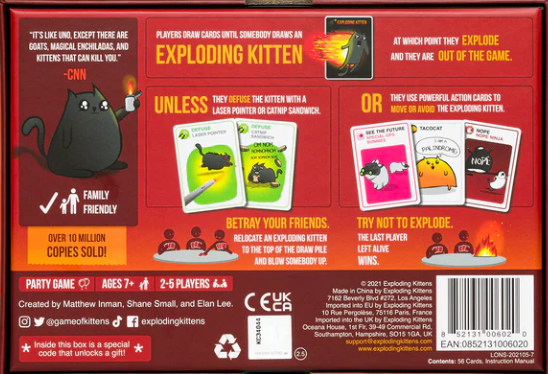 "IT'S LIKE UNO, EXCEPT THERE ARE
GOATS, MAGICAL ENCHILADAS, AND
KITTENS THAT CAN KILL YOU."
-CNN
FAMILY
FRIENDLY
OVER 10 MILLION
COPIES SOLD!
PLAYERS DRAW CARDS UNTIL SOMEBODY DRAWS AN
EXPLODING KITTEN
EXPLODING KITTEN
AT WHICH POINT THEY EXPLODE
AND THEY ARE OUT OF THE GAME.
UNLESS THEY DEFUSE THE KITTEN WITH A
LASER POINTER OR CATNIP SANDWICH.
DEFUSE
LASER POINTER
DEFUSE
CATNIP
SANDWICH
OR THEY USE POWERFUL ACTION CARDS TO
MOVE OR AVOID THE EXPLODING KITTEN.
SEE THE FUTURE
SPECIAL OPS
BUNNIES
TACOCAT
I am a
PALINDROME!
NOPE
NOPE NINJA
NOPE
BETRAY YOUR FRIENDS.
RELOCATE AN EXPLODING KITTEN
TO THE TOP OF THE DRAW PILE
AND BLOW SOMEBODY UP.
TRY NOT TO EXPLODE.
THE LAST PLAYER
LEFT ALIVE
WINS.
PARTY GAME
AGES 7+
2-5 PLAYERS
Created by Matthew Inman, Shane Small, and Elan Lee.
@gameofkittens
explodingkittens
Inside this box is a special
code that unlocks a gift!
CE
UK
CA
KC34044
2.5
© 2021 Exploding Kittens
Made in China by Exploding Kittens
7162 Beverly Blvd #272, Los Angeles
Imported into EU by Exploding Kittens
10 Rue Pergolèse, 75116 Paris, France
Imported into the UK by Exploding Kittens
Oceana House, 1st Flr, 39-49 Commercial Rd,
Southampton, Hampshire, SO15 1GA, UK
support@explodingkittens.com
www.explodingkittens.com
8 52131 00602 0
EAN:0852131006020
LONS-202105-7
Contents: 56 Cards, Instruction Manual